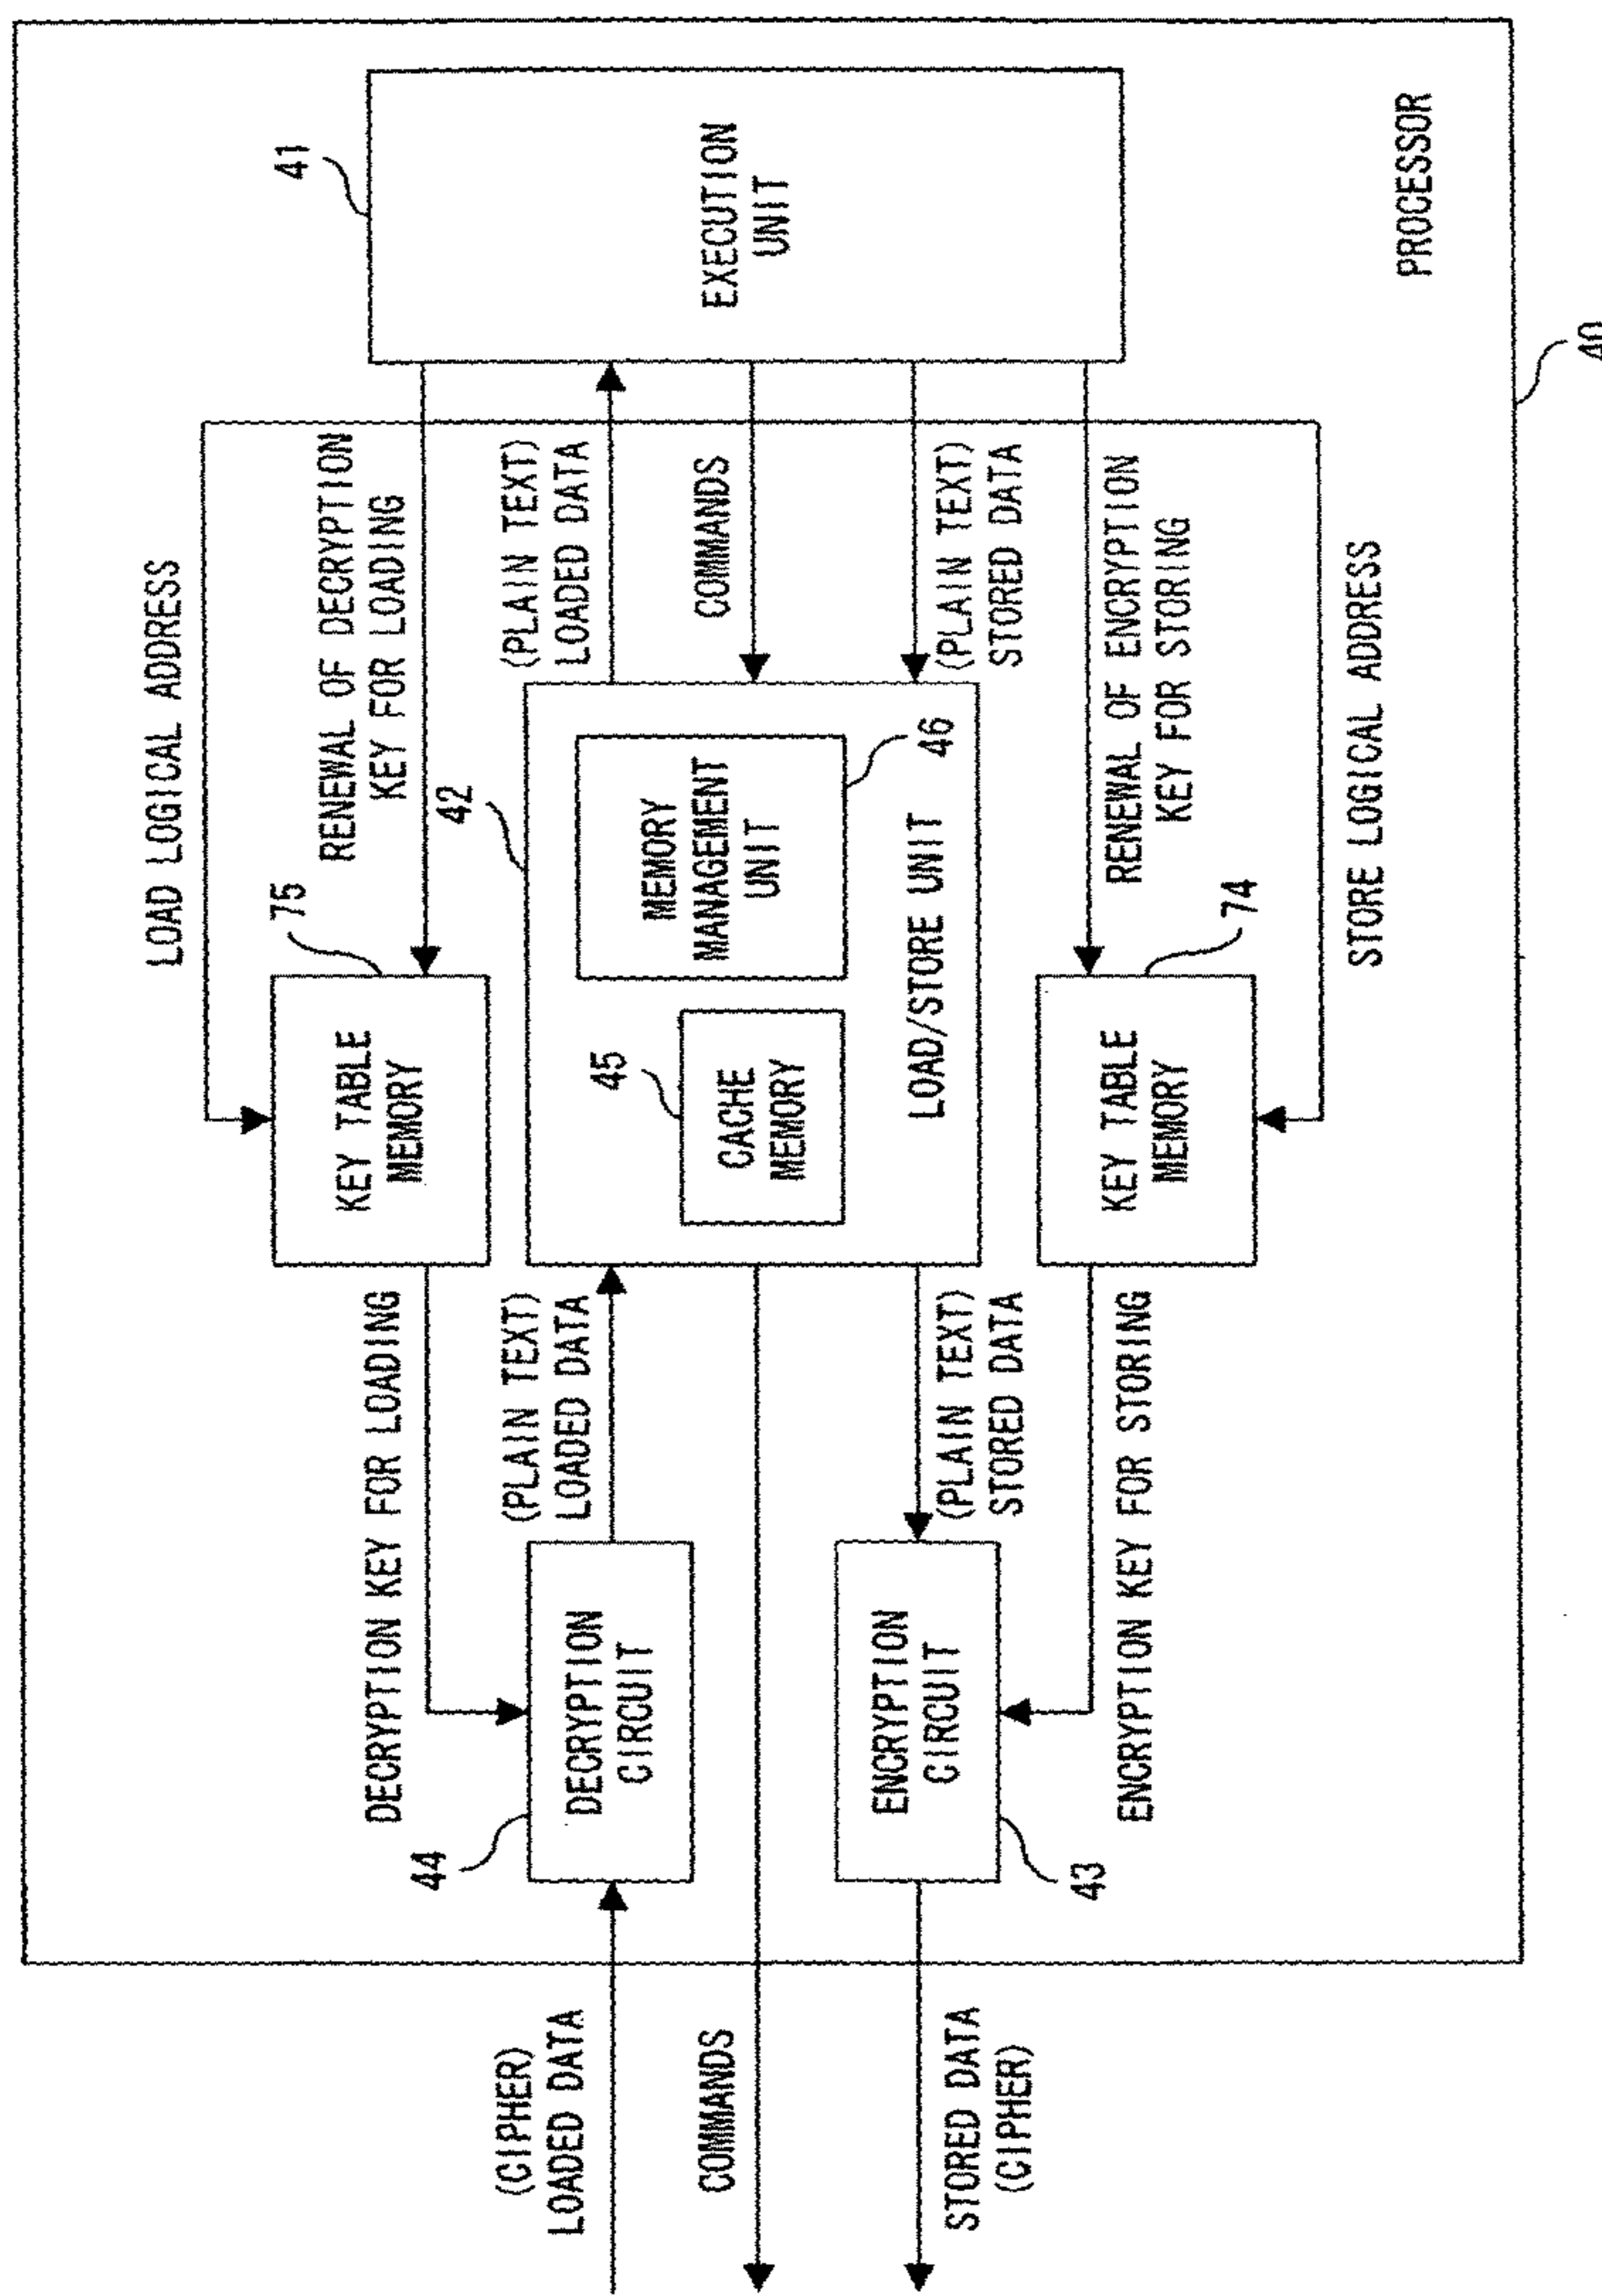 LOAD LOGICAL ADDRESS
RENEWAL OF DECRYPTION
KEY FOR LOADING
75
41
KEY TABLE
MEMORY
DECRYPTION KEY FOR LOADING
42
(PLAIN TEXT)
LOADED DATA
(PLAIN TEXT)
LOADED DATA
44
DECRYPTION
CIRCUIT
(CIPHER)
LOADED DATA
COMMANDS
COMMANDS
45
CACHE
MEMORY
MEMORY
MANAGEMENT
UNIT
46
LOAD/STORE UNIT
EXECUTION
UNIT
ENCRYPTION
CIRCUIT
43
STORED DATA
(CIPHER)
(PLAIN TEXT)
STORED DATA
(PLAIN TEXT)
STORED DATA
ENCRYPTION KEY FOR STORING
KEY TABLE
MEMORY
74
RENEWAL OF ENCRYPTION
KEY FOR STORING
STORE LOGICAL ADDRESS
PROCESSOR
40